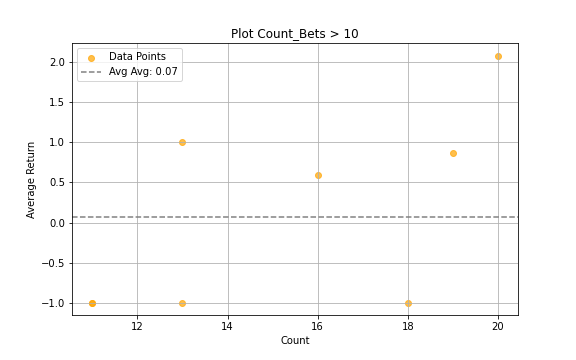 Plot Count_Bets > 10
Data Points
Avg Avg: 0.07
2.0
1.5
1.0
0.5
0.0
−0.5
−1.0
Average Return
12 14 16 18 20
Count